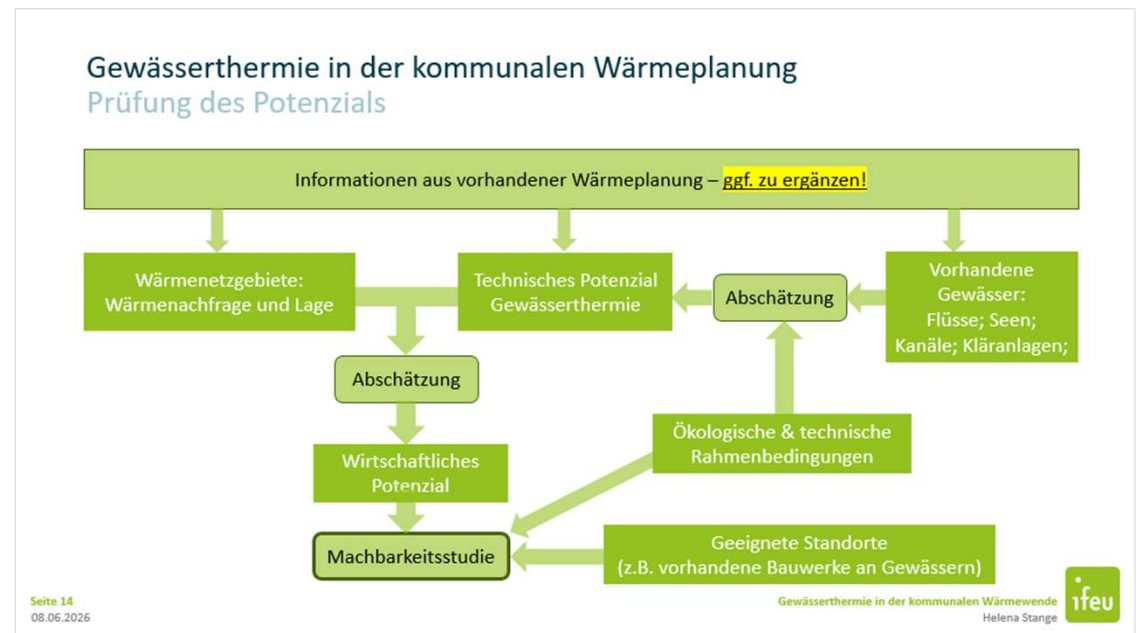 Gewässerthermie in der kommunalen Wärmeplanung
Prüfung des Potenzials
Informationen aus vorhandener Wärmeplanung – ggf. zu ergänzen!
Wärmenetzgebiete:
Wärmenachfrage und Lage
Technisches Potenzial
Gewässerthermie
Abschätzung
Vorhandene
Gewässer:
Flüsse; Seen;
Kanäle; Kläranlagen;
Abschätzung
Ökologische & technische
Rahmenbedingungen
Wirtschaftliches
Potenzial
Machbarkeitsstudie
Geeignete Standorte
(z.B. vorhandene Bauwerke an Gewässern)
Seite 14
08.06.2026
Gewässerthermie in der kommunalen Wärmewende
Helena Stange
ifeu